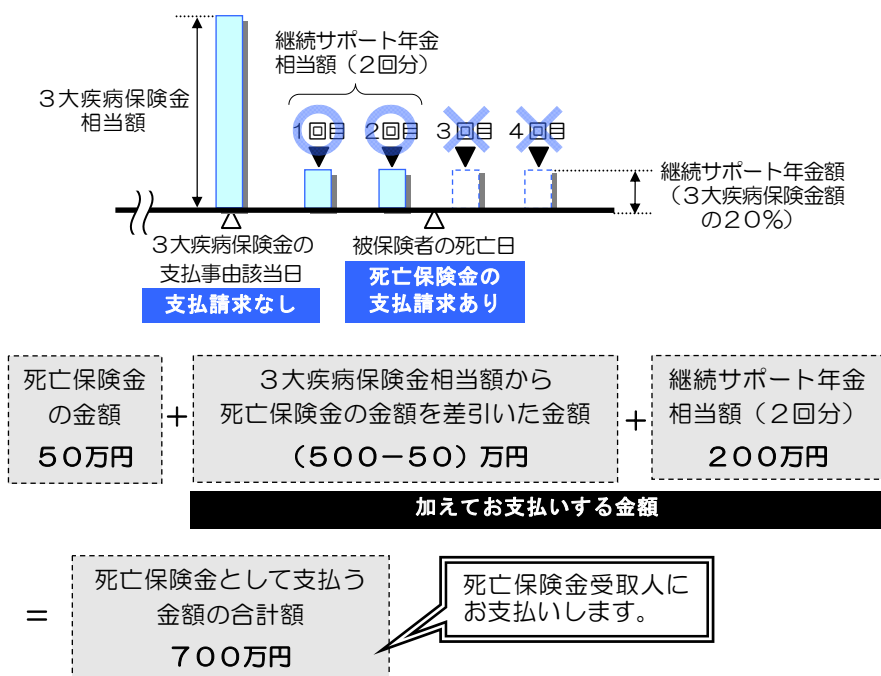 継続サポート年金
相当額（２回分）
３大疾病保険金
相当額
１回目
２回目
３回目
４回目
継続サポート年金額
（３大疾病保険金額
の２０％）
３大疾病保険金の
支払事由該当日
支払請求なし
被保険者の死亡日
死亡保険金の
支払請求あり
死亡保険金
の金額
５０万円
＋
３大疾病保険金相当額から
死亡保険金の金額を差引いた金額
（５００－５０）万円
＋
継続サポート年金
相当額（２回分）
２００万円
加えてお支払いする金額
＝
死亡保険金として支払う
金額の合計額
７００万円
死亡保険金受取人に
お支払いします。